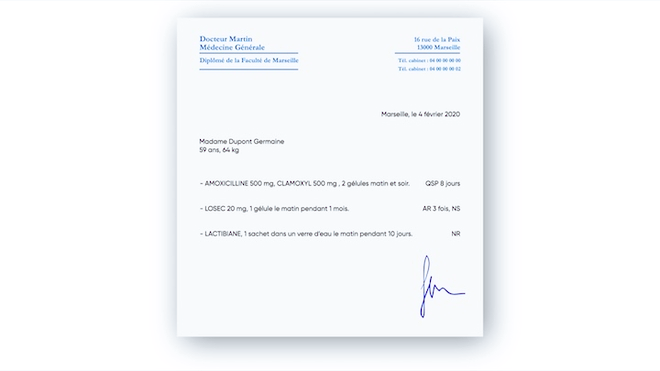 Docteur Martin
Médecine Générale
Diplômé de la Faculté de Marseille
16 rue de la Paix
13000 Marseille
Tél. cabinet : 04 00 00 00 00
Tél. cabinet : 04 00 00 00 02
Marseille, le 4 février 2020
Madame Dupont Germaine
59 ans, 64 kg
- AMOXICILLINE 500 mg, CLAMOXYL 500 mg , 2 gélules matin et soir. QSP 8 jours
- LOSEC 20 mg, 1 gélule le matin pendant 1 mois. AR 3 fois, NS
- LACTIBIANE, 1 sachet dans un verre d'eau le matin pendant 10 jours. NR